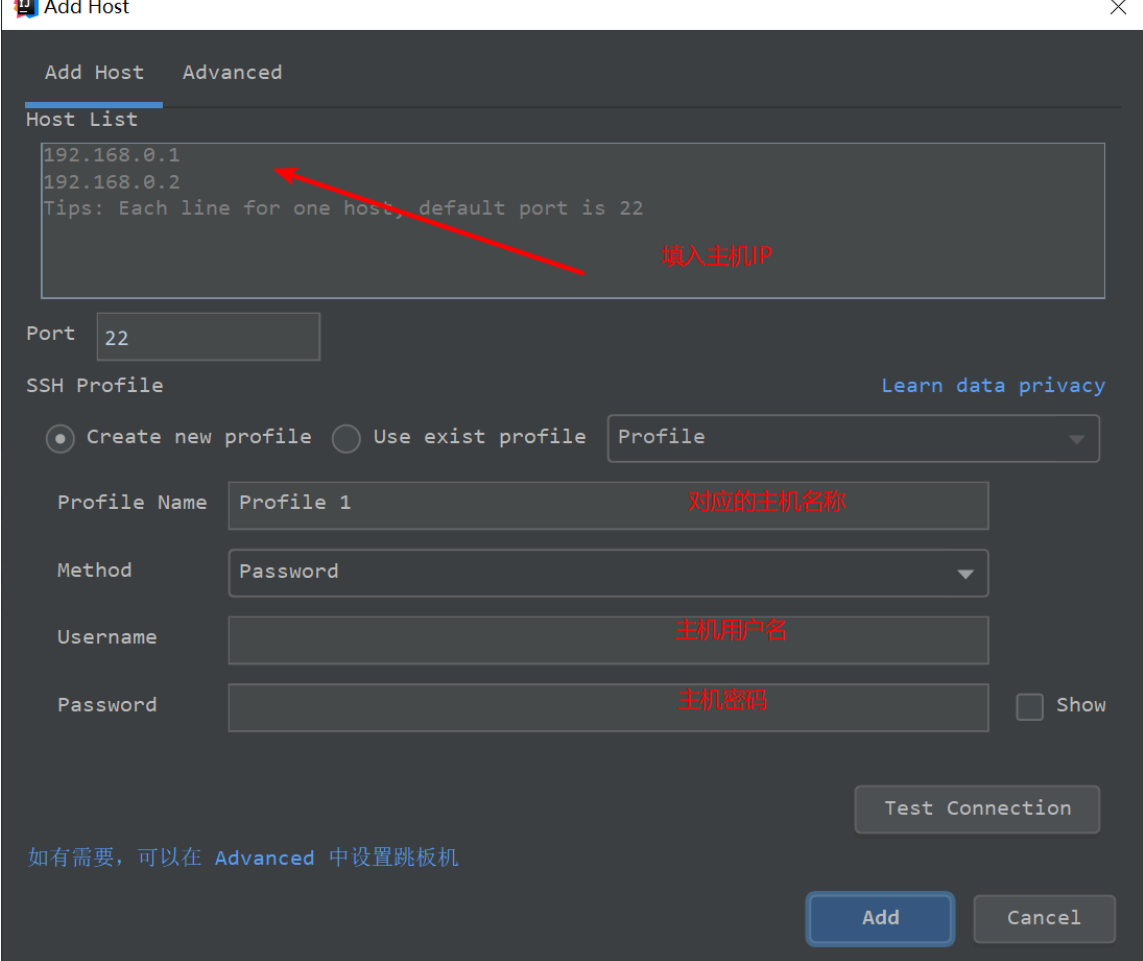 Add Host
Add Host Advanced
Host List
192.168.0.1
192.168.0.2
Tips: Each line for one host, default port is 22
填入主机IP
Port 22
SSH Profile Learn data privacy
Create new profile Use exist profile Profile
Profile Name Profile 1 对应的主机名称
Method Password
Username 主机用户名
Password 主机密码 Show
Test Connection
如有需要，可以在 Advanced 中设置跳板机
Add Cancel